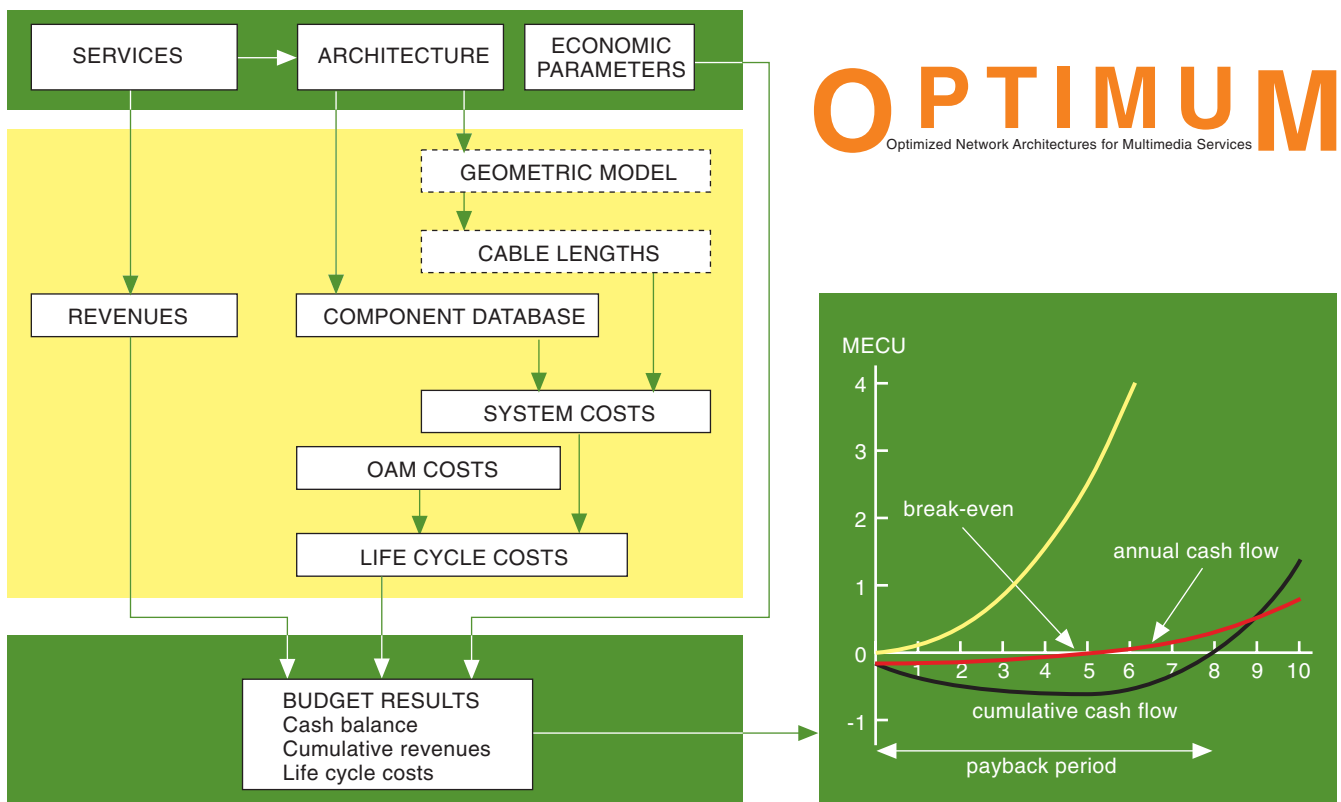 SERVICES
ARCHITECTURE
ECONOMIC
PARAMETERS
OPTIMUM
Optimized Network Architectures for Multimedia Services
GEOMETRIC MODEL
CABLE LENGTHS
REVENUES
COMPONENT DATABASE
SYSTEM COSTS
OAM COSTS
LIFE CYCLE COSTS
BUDGET RESULTS
Cash balance
Cumulative revenues
Life cycle costs
MECU
4
3
2
1
0
-1
break-even
annual cash flow
1 2 3 4 5 6 7 8 9 10
cumulative cash flow
payback period